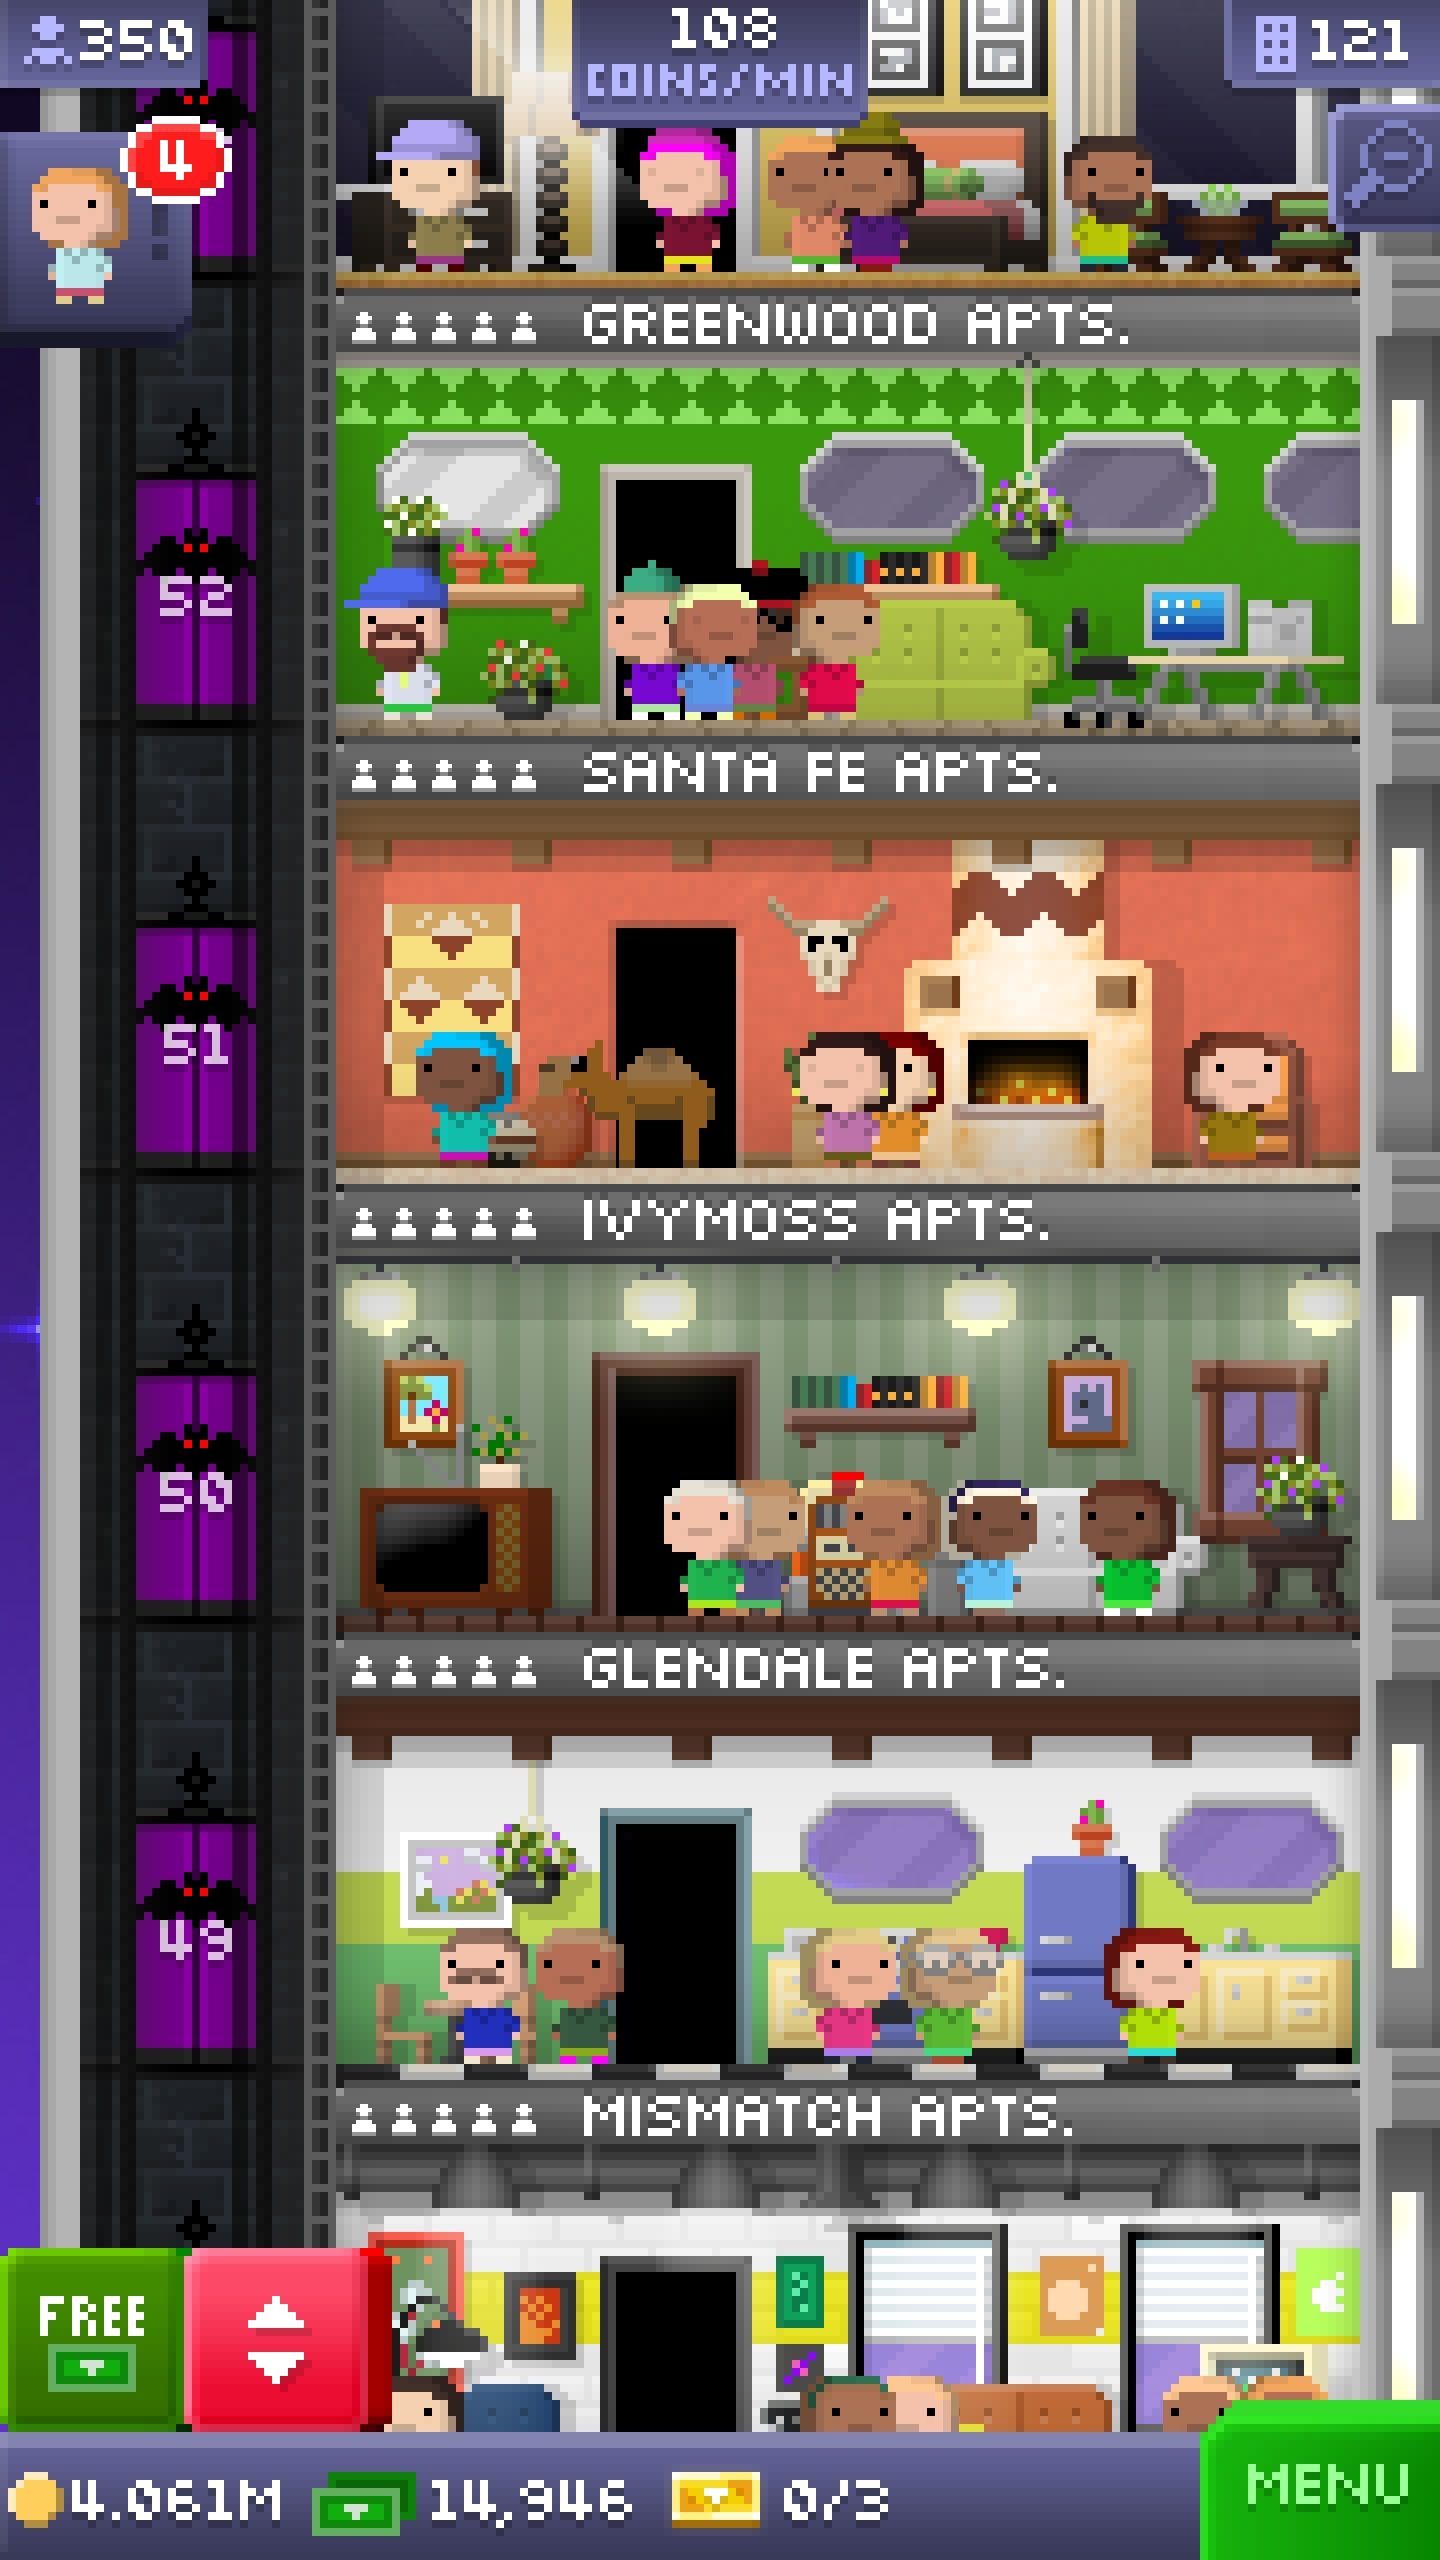 350
108
COINS/MIN
121
4
GREENWOOD APTS.
52
SANTA FE APTS.
51
IVYMOSS APTS.
50
GLENDALE APTS.
49
MISMATCH APTS.
FREE
4.061M
14,946
0/3
MENU